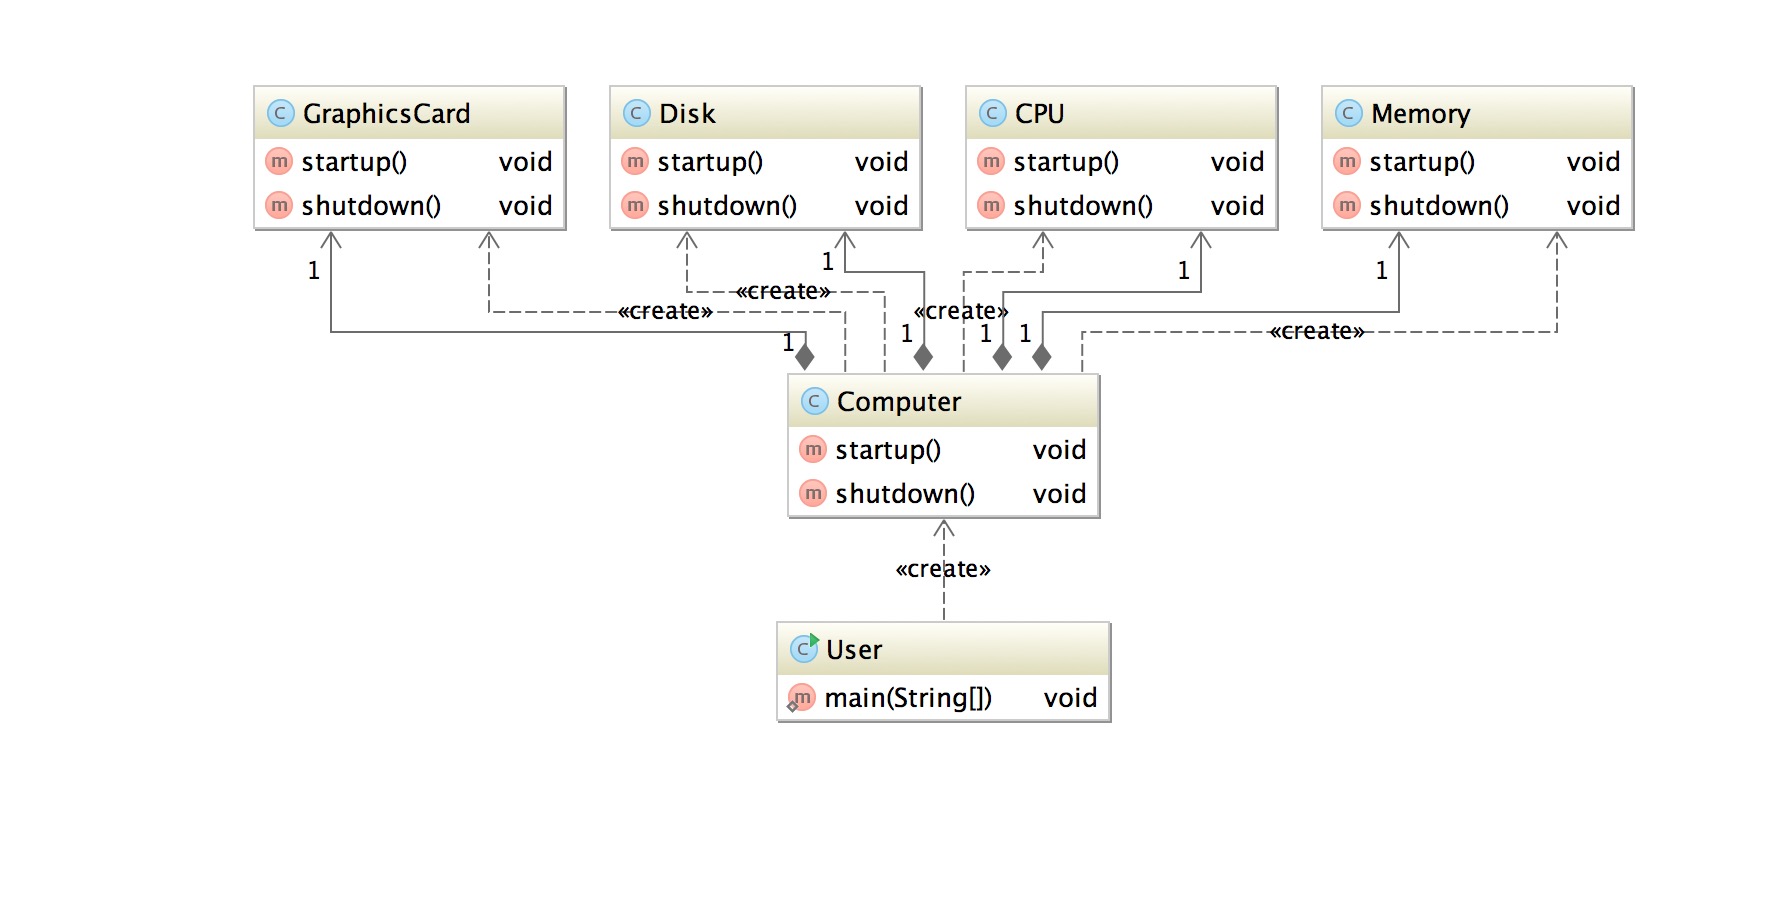 C GraphicsCard
m startup() void
m shutdown() void
C Disk
m startup() void
m shutdown() void
C CPU
m startup() void
m shutdown() void
C Memory
m startup() void
m shutdown() void
1
1
1
1
«create»
«create»
«create»
«create»
1
1
1
1
C Computer
m startup() void
m shutdown() void
«create»
C User
m main(String[]) void